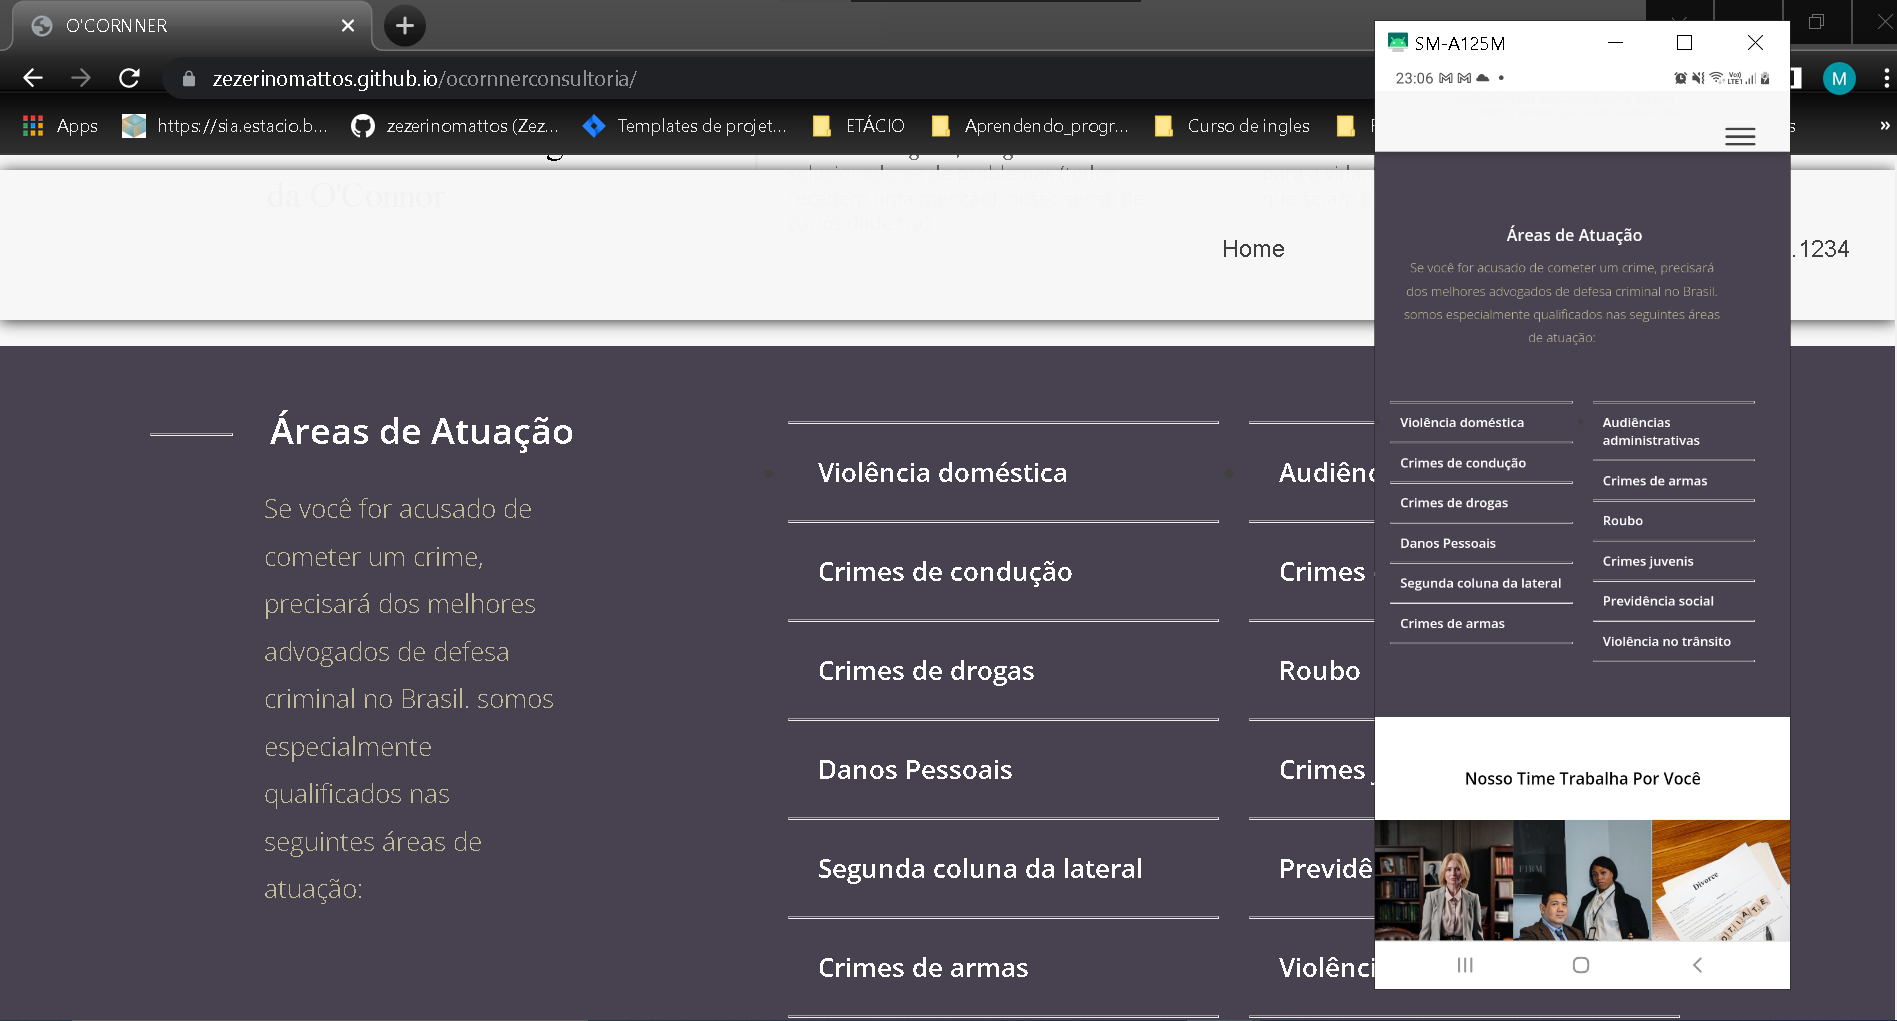 O'CORNNER
zezerinomattos.github.io/ocornnerconsultoria/
M
Apps
https://sia.estacio.b...
zezerinomattos (Zez...
Templates de projet...
ETÁCIO
Aprendendo_progr...
Curso de ingles
»
da O'Connor
Home
.1234
Áreas de Atuação
Se você for acusado de
cometer um crime,
precisará dos melhores
advogados de defesa
criminal no Brasil. somos
especialmente
qualificados nas
seguintes áreas de
atuação:
Violência doméstica
Crimes de condução
Crimes de drogas
Danos Pessoais
Segunda coluna da lateral
Crimes de armas
Audiênc
Crimes
Roubo
Crimes
Previdê
Violênci
SM-A125M
23:06
Áreas de Atuação
Se você for acusado de cometer um crime, precisará
dos melhores advogados de defesa criminal no Brasil.
somos especialmente qualificados nas seguintes áreas
de atuação:
Violência doméstica
Crimes de condução
Crimes de drogas
Danos Pessoais
Segunda coluna da lateral
Crimes de armas
Audiências
administrativas
Crimes de armas
Roubo
Crimes juvenis
Previdência social
Violência no trânsito
Nosso Time Trabalha Por Você
Divorce